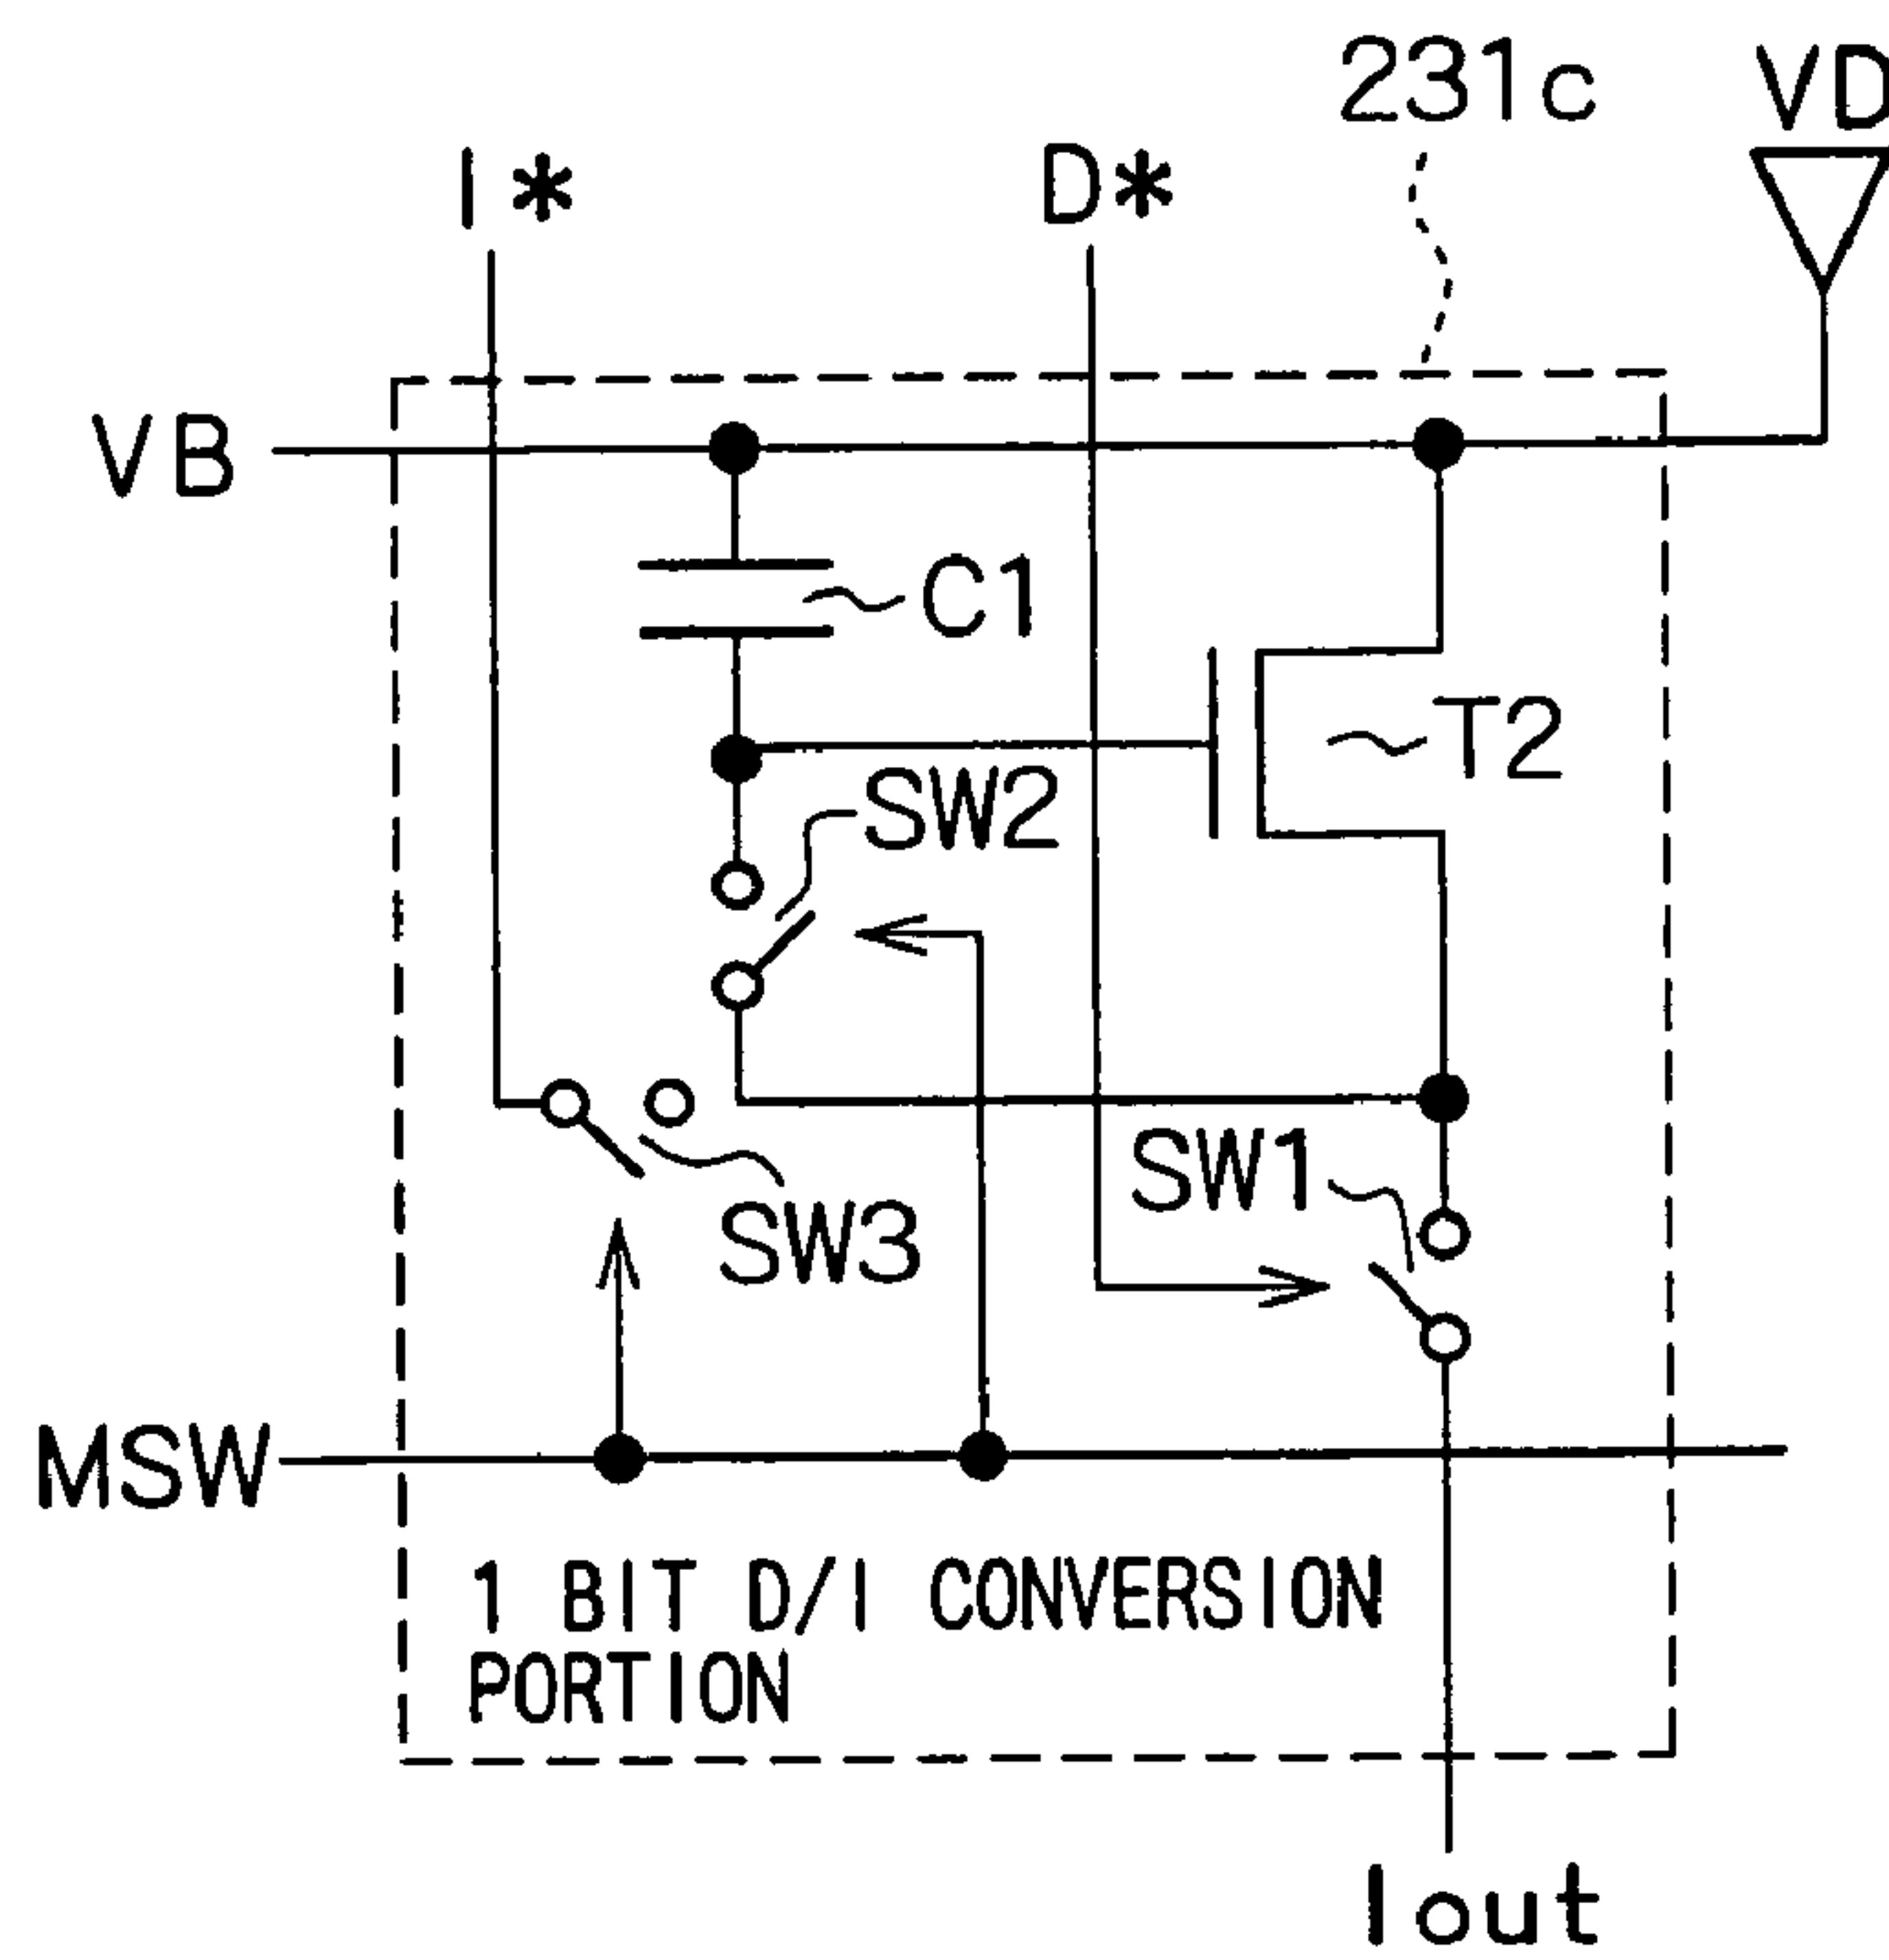 231c
VD
I*
D*
VB
C1
T2
SW2
SW1
SW3
MSW
1 BIT D/I CONVERSION
PORTION
Iout